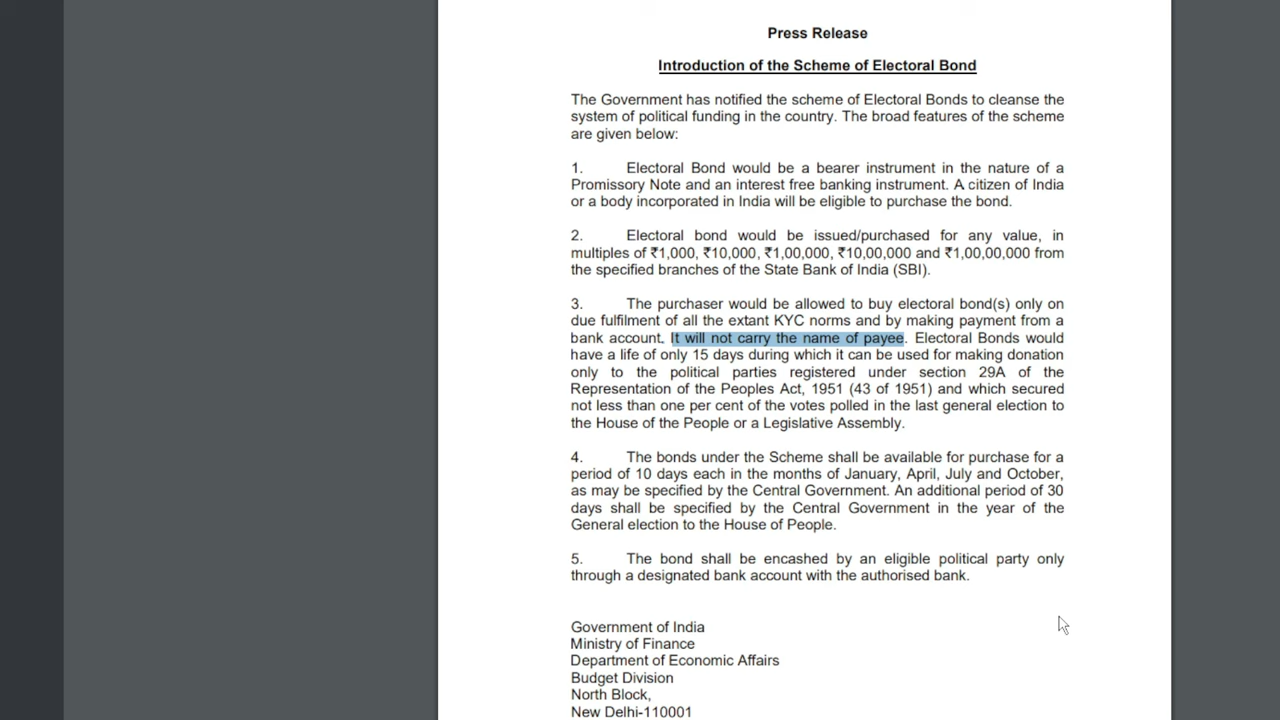 Press Release
Introduction of the Scheme of Electoral Bond
The Government has notified the scheme of Electoral Bonds to cleanse the
system of political funding in the country. The broad features of the scheme
are given below:
1. Electoral Bond would be a bearer instrument in the nature of a
Promissory Note and an interest free banking instrument. A citizen of India
or a body incorporated in India will be eligible to purchase the bond.
2. Electoral bond would be issued/purchased for any value, in
multiples of ₹1,000, ₹10,000, ₹1,00,000, ₹10,00,000 and ₹1,00,00,000 from
the specified branches of the State Bank of India (SBI).
3. The purchaser would be allowed to buy electoral bond(s) only on
due fulfilment of all the extant KYC norms and by making payment from a
bank account. It will not carry the name of payee. Electoral Bonds would
have a life of only 15 days during which it can be used for making donation
only to the political parties registered under section 29A of the
Representation of the Peoples Act, 1951 (43 of 1951) and which secured
not less than one per cent of the votes polled in the last general election to
the House of the People or a Legislative Assembly.
4. The bonds under the Scheme shall be available for purchase for a
period of 10 days each in the months of January, April, July and October,
as may be specified by the Central Government. An additional period of 30
days shall be specified by the Central Government in the year of the
General election to the House of People.
5. The bond shall be encashed by an eligible political party only
through a designated bank account with the authorised bank.
Government of India
Ministry of Finance
Department of Economic Affairs
Budget Division
North Block,
New Delhi-110001